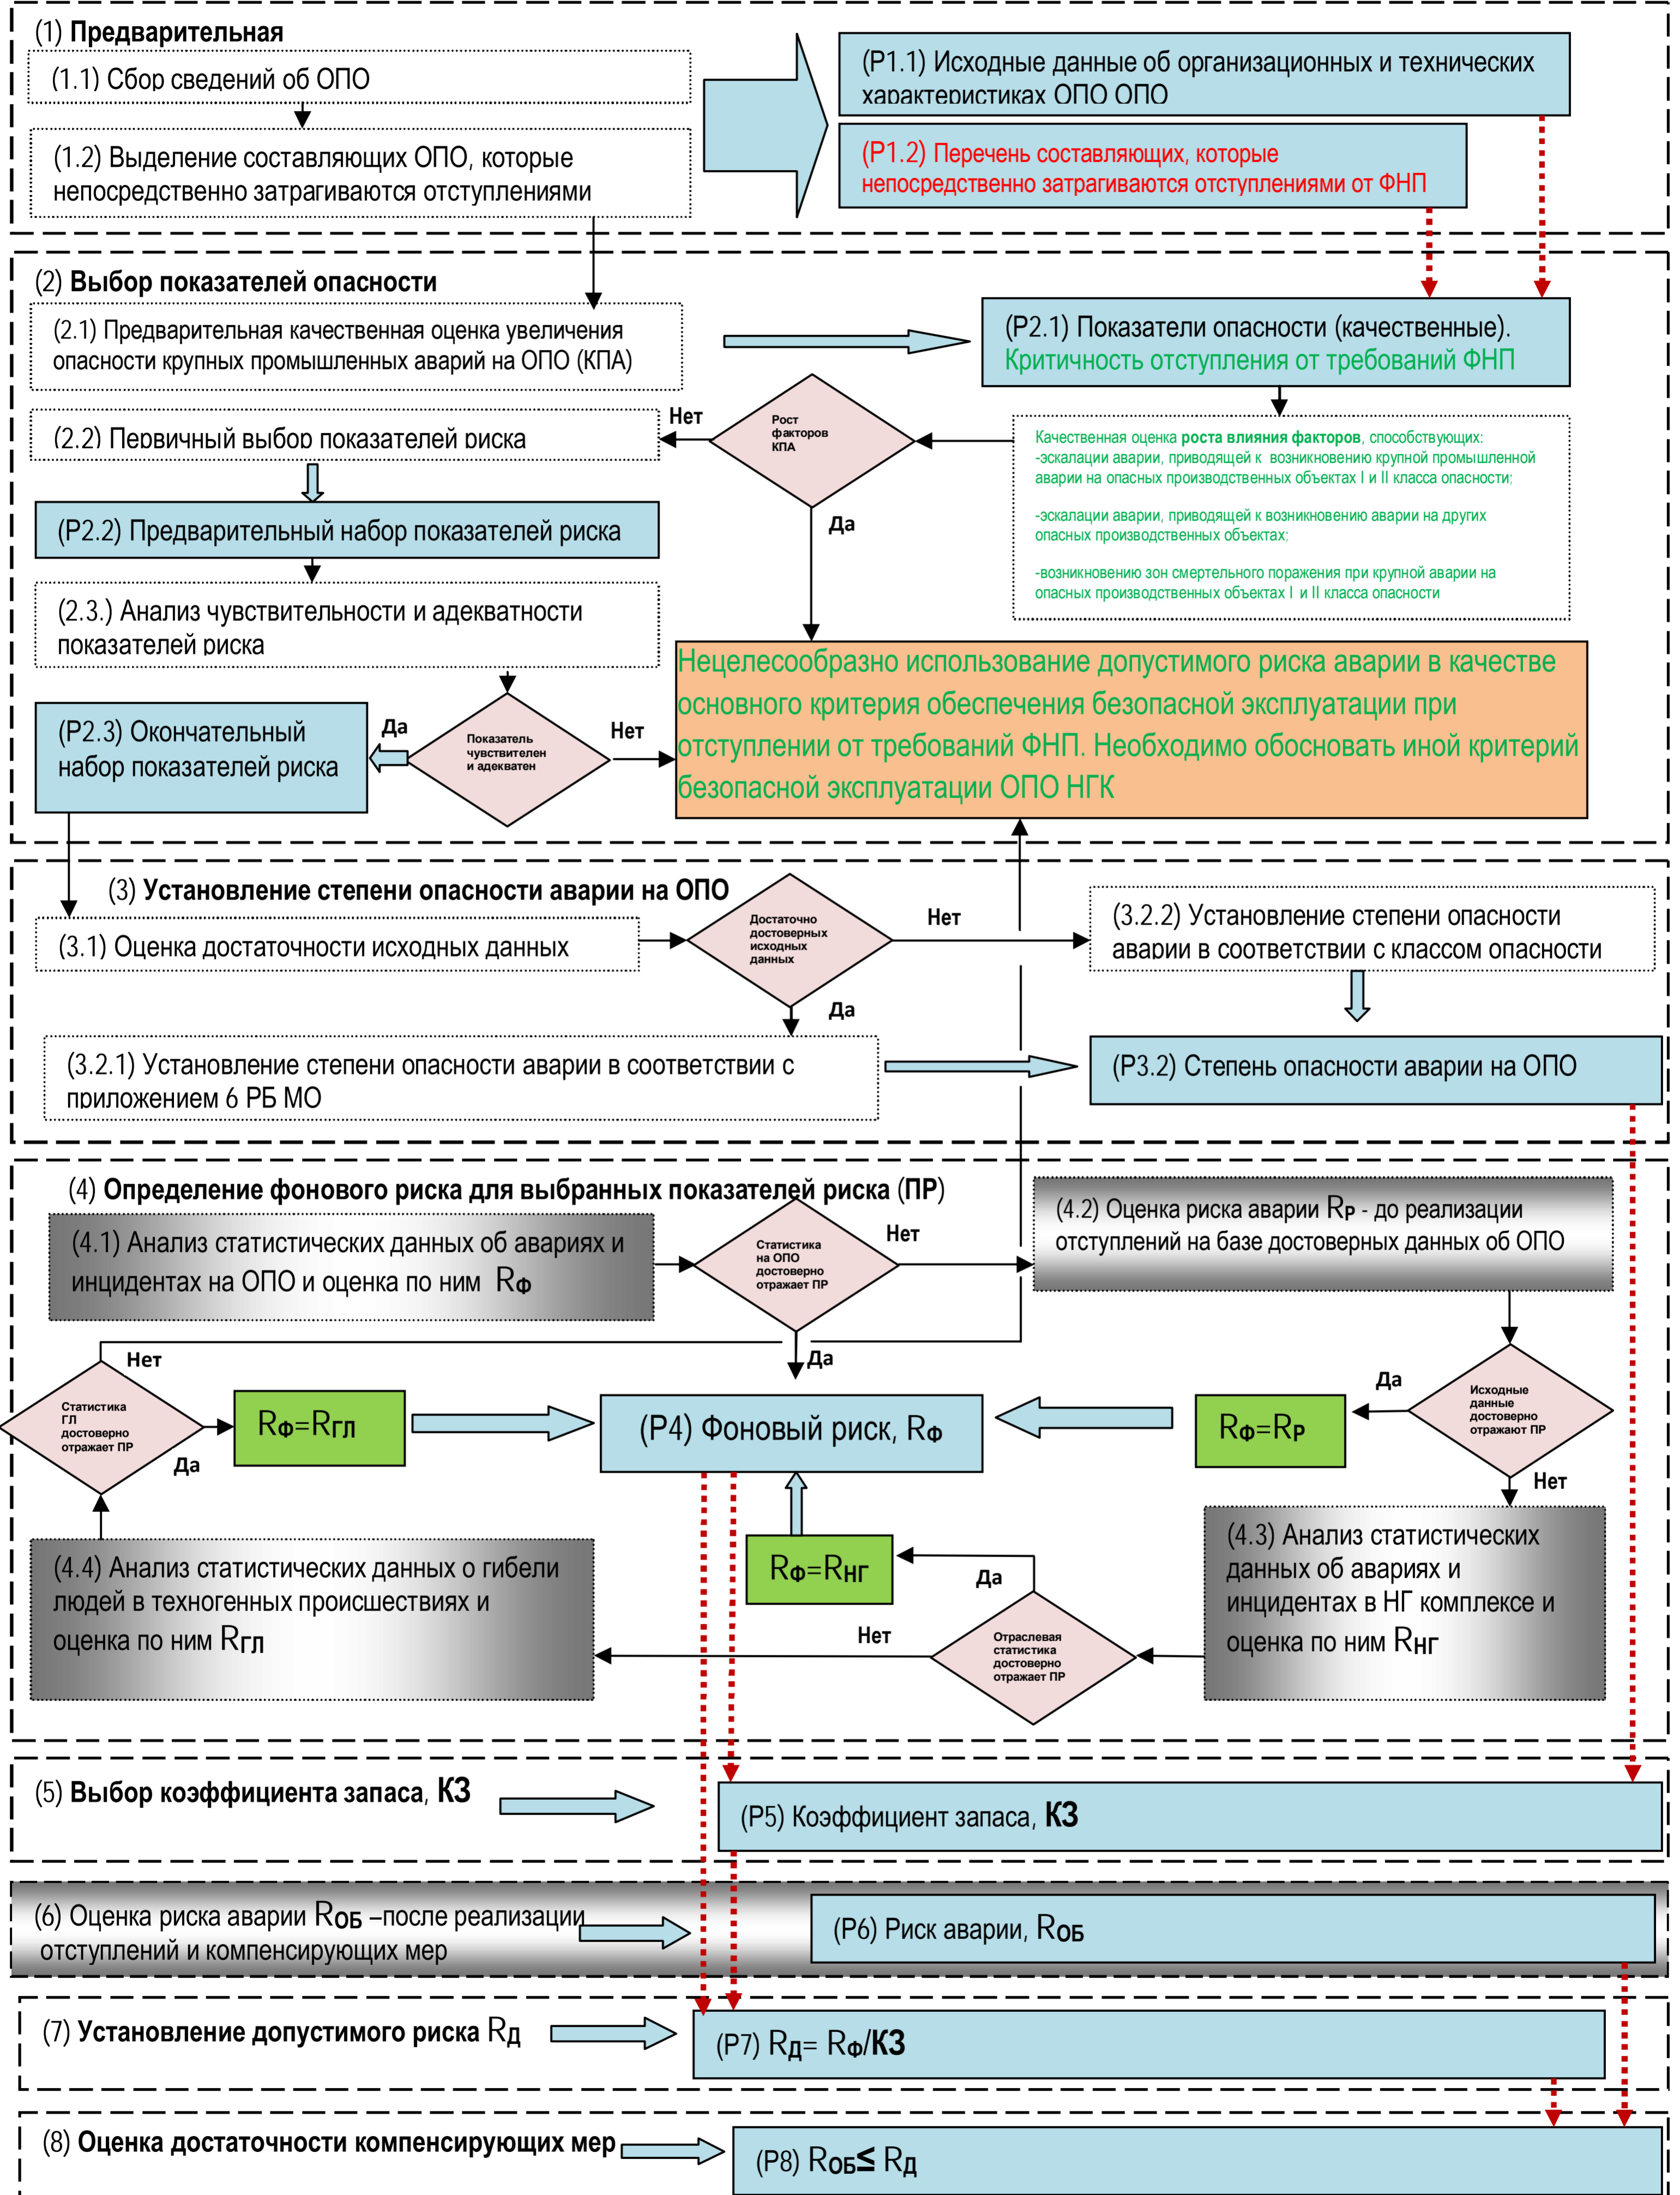 (1) Предварительная
(1.1) Сбор сведений об ОПО
(1.2) Выделение составляющих ОПО, которые
непосредственно затрагиваются отступлениями
(Р1.1) Исходные данные об организационных и технических
характеристиках ОПО ОПО
(Р1.2) Перечень составляющих, которые
непосредственно затрагиваются отступлениями от ФНП
(2) Выбор показателей опасности
(2.1) Предварительная качественная оценка увеличения
опасности крупных промышленных аварий на ОПО (КПА)
(Р2.1) Показатели опасности (качественные).
Критичность отступления от требований ФНП
(2.2) Первичный выбор показателей риска
Нет
Рост
факторов
КПА
Да
Качественная оценка роста влияния факторов, способствующих:
-эскалации аварии, приводящей к возникновению крупной промышленной
аварии на опасных производственных объектах I и II класса опасности;
-эскалации аварии, приводящей к возникновению аварии на других
опасных производственных объектах;
-возникновению зон смертельного поражения при крупной аварии на
опасных производственных объектах I и II класса опасности
(Р2.2) Предварительный набор показателей риска
(2.3.) Анализ чувствительности и адекватности
показателей риска
(Р2.3) Окончательный
набор показателей риска
Да
Показатель
чувствителен
и адекватен
Нет
Нецелесообразно использование допустимого риска аварии в качестве
основного критерия обеспечения безопасной эксплуатации при
отступлении от требований ФНП. Необходимо обосновать иной критерий
безопасной эксплуатации ОПО НГК
(3) Установление степени опасности аварии на ОПО
(3.1) Оценка достаточности исходных данных
Достаточно
достоверных
исходных
данных
Нет
Да
(3.2.2) Установление степени опасности
аварии в соответствии с классом опасности
(3.2.1) Установление степени опасности аварии в соответствии с
приложением 6 РБ МО
(Р3.2) Степень опасности аварии на ОПО
(4) Определение фонового риска для выбранных показателей риска (ПР)
(4.1) Анализ статистических данных об авариях и
инцидентах на ОПО и оценка по ним RФ
Статистика
на ОПО
достоверно
отражает ПР
Нет
Да
(4.2) Оценка риска аварии RР - до реализации
отступлений на базе достоверных данных об ОПО
Нет
Статистика
ГЛ
достоверно
отражает ПР
Да
RФ=RГЛ
(Р4) Фоновый риск, RФ
RФ=RР
Да
Исходные
данные
достоверно
отражают ПР
Нет
(4.4) Анализ статистических данных о гибели
людей в техногенных происшествиях и
оценка по ним RГЛ
RФ=RНГ
Да
Нет
Отраслевая
статистика
достоверно
отражает ПР
(4.3) Анализ статистических
данных об авариях и
инцидентах в НГ комплексе и
оценка по ним RНГ
(5) Выбор коэффициента запаса, КЗ
(Р5) Коэффициент запаса, КЗ
(6) Оценка риска аварии RОБ –после реализации
отступлений и компенсирующих мер
(Р6) Риск аварии, RОБ
(7) Установление допустимого риска RД
(Р7) RД= RФ/КЗ
(8) Оценка достаточности компенсирующих мер
(Р8) RОБ≤ RД